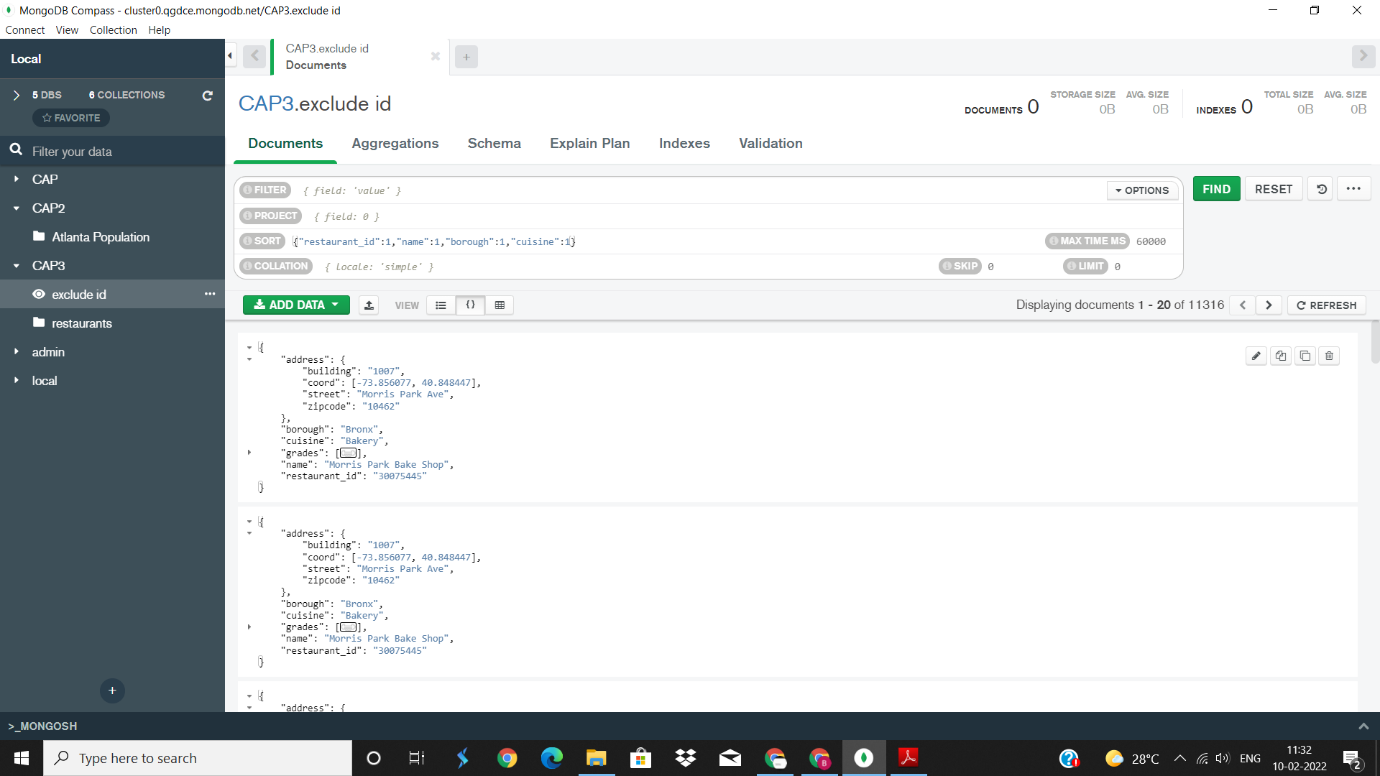 MongoDB Compass - cluster0.qgdce.mongodb.net/CAP3.exclude id
Connect View Collection Help
Local
5 DBS 6 COLLECTIONS
FAVORITE
Filter your data
CAP
CAP2
Atlanta Population
CAP3
exclude id
restaurants
admin
local
>_MONGOSH
CAP3.exclude id
Documents
CAP3.exclude id
DOCUMENTS 0 STORAGE SIZE 0B AVG. SIZE 0B INDEXES 0 TOTAL SIZE 0B AVG. SIZE 0B
Documents Aggregations Schema Explain Plan Indexes Validation
FILTER { field: 'value' } OPTIONS FIND RESET
PROJECT { field: 0 }
SORT {"restaurant_id":1,"name":1,"borough":1,"cuisine":1} MAX TIME MS 60000
COLLATION { locale: 'simple' } SKIP 0 LIMIT 0
ADD DATA VIEW {} Displaying documents 1 - 20 of 11316 REFRESH
{
"address": {
"building": "1007",
"coord": [-73.856077, 40.848447],
"street": "Morris Park Ave",
"zipcode": "10462"
},
"borough": "Bronx",
"cuisine": "Bakery",
"grades": [...],
"name": "Morris Park Bake Shop",
"restaurant_id": "30075445"
}
{
"address": {
"building": "1007",
"coord": [-73.856077, 40.848447],
"street": "Morris Park Ave",
"zipcode": "10462"
},
"borough": "Bronx",
"cuisine": "Bakery",
"grades": [...],
"name": "Morris Park Bake Shop",
"restaurant_id": "30075445"
}
{
"address": {
Type here to search
28°C ENG 11:32
10-02-2022
2